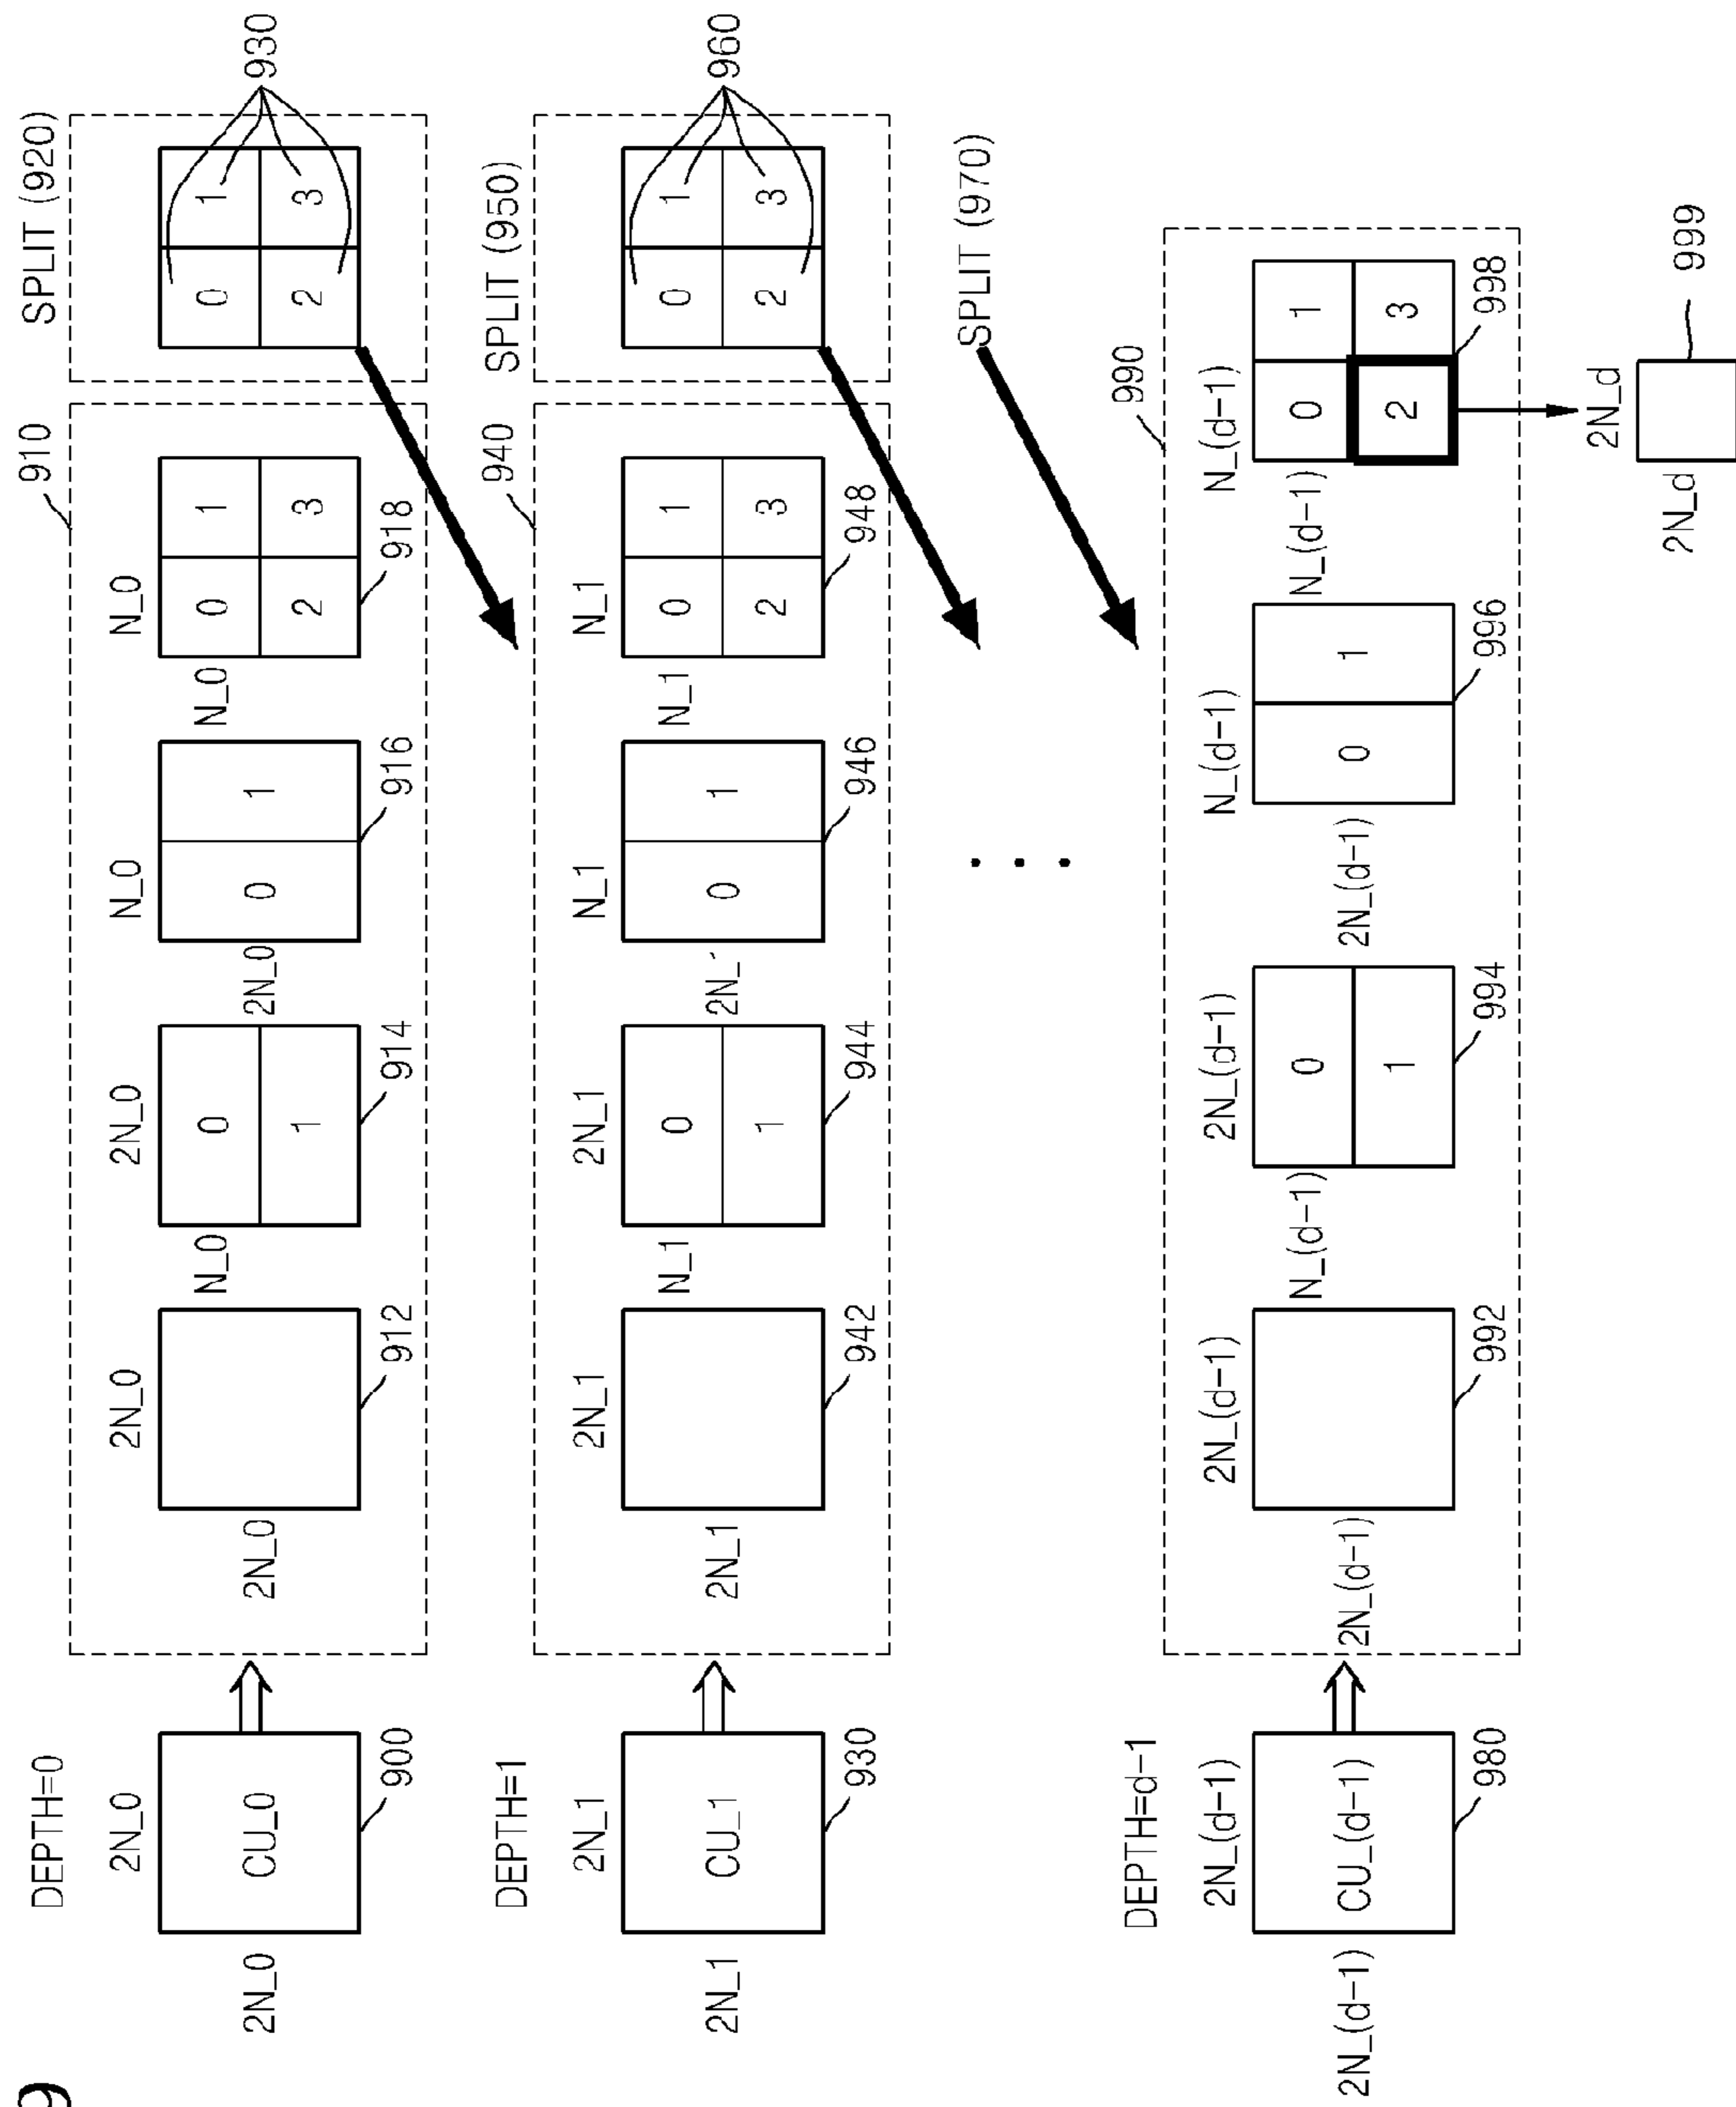 9
DEPTH=0
2N_0
2N_0
CU_0
900
910
2N_0
2N_0
912
2N_0
N_0
0
1
914
N_0
2N_0
0
1
916
N_0
N_0
0
1
2
3
918
SPLIT (920)
0
1
2
3
930
DEPTH=1
2N_1
2N_1
CU_1
930
940
2N_1
2N_1
942
2N_1
N_1
0
1
944
N_1
2N_
0
1
946
N_1
N_1
0
1
2
3
948
SPLIT (950)
0
1
2
3
960
SPLIT (970)
DEPTH=d-1
2N_(d-1)
2N_(d-1)
CU_(d-1)
980
990
2N_(d-1)
2N_(d-1)
992
2N_(d-1)
N_(d-1)
0
1
994
N_(d-1)
2N_(d-1)
0
1
996
N_(d-1)
N_(d-1)
0
1
2
3
998
2N_d
2N_d
999